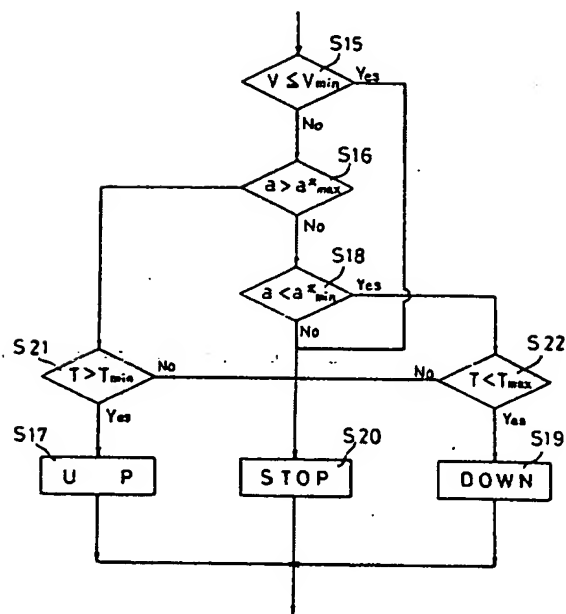 S15
V ≤ Vmin
Yes
No
S16
a > a*max
No
S18
a < a*min
Yes
No
S21
T > Tmin
No
Yes
S22
No
T < Tmax
Yes
S17
U P
S20
STOP
S19
DOWN